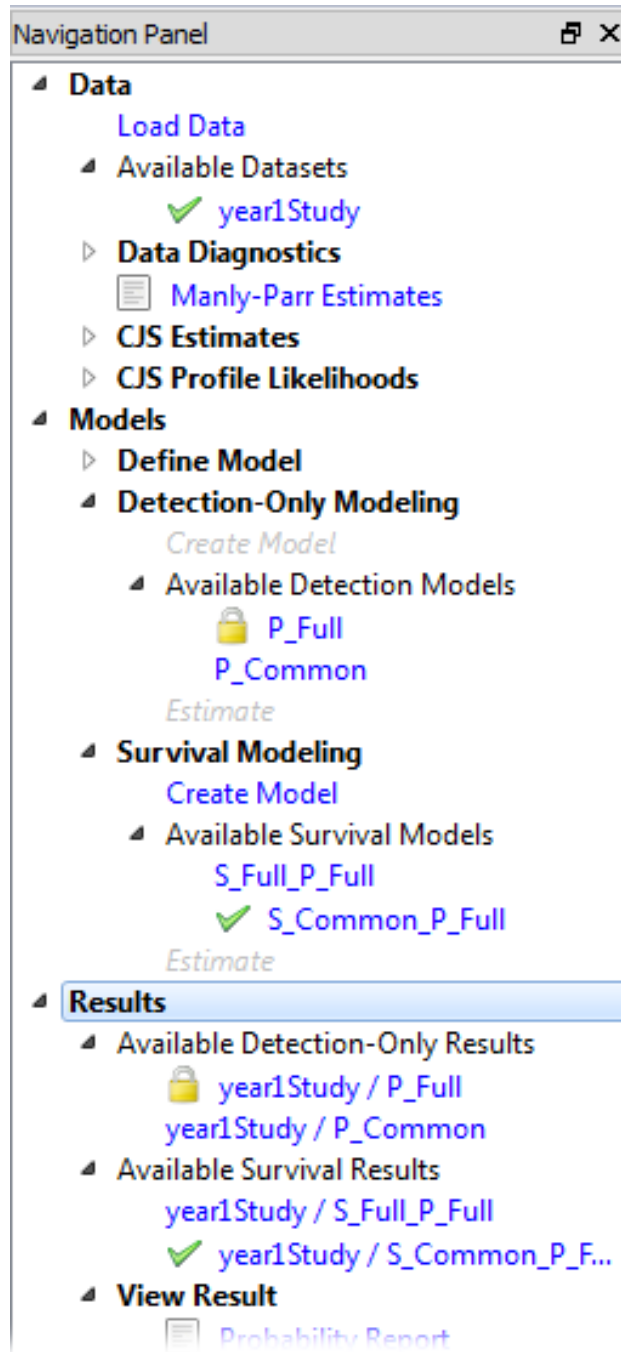 Navigation Panel
Data
Load Data
Available Datasets
year1Study
Data Diagnostics
Manly-Parr Estimates
CJS Estimates
CJS Profile Likelihoods
Models
Define Model
Detection-Only Modeling
Create Model
Available Detection Models
P_Full
P_Common
Estimate
Survival Modeling
Create Model
Available Survival Models
S_Full_P_Full
S_Common_P_Full
Estimate
Results
Available Detection-Only Results
year1Study / P_Full
year1Study / P_Common
Available Survival Results
year1Study / S_Full_P_Full
year1Study / S_Common_P_F...
View Result
Probability Report